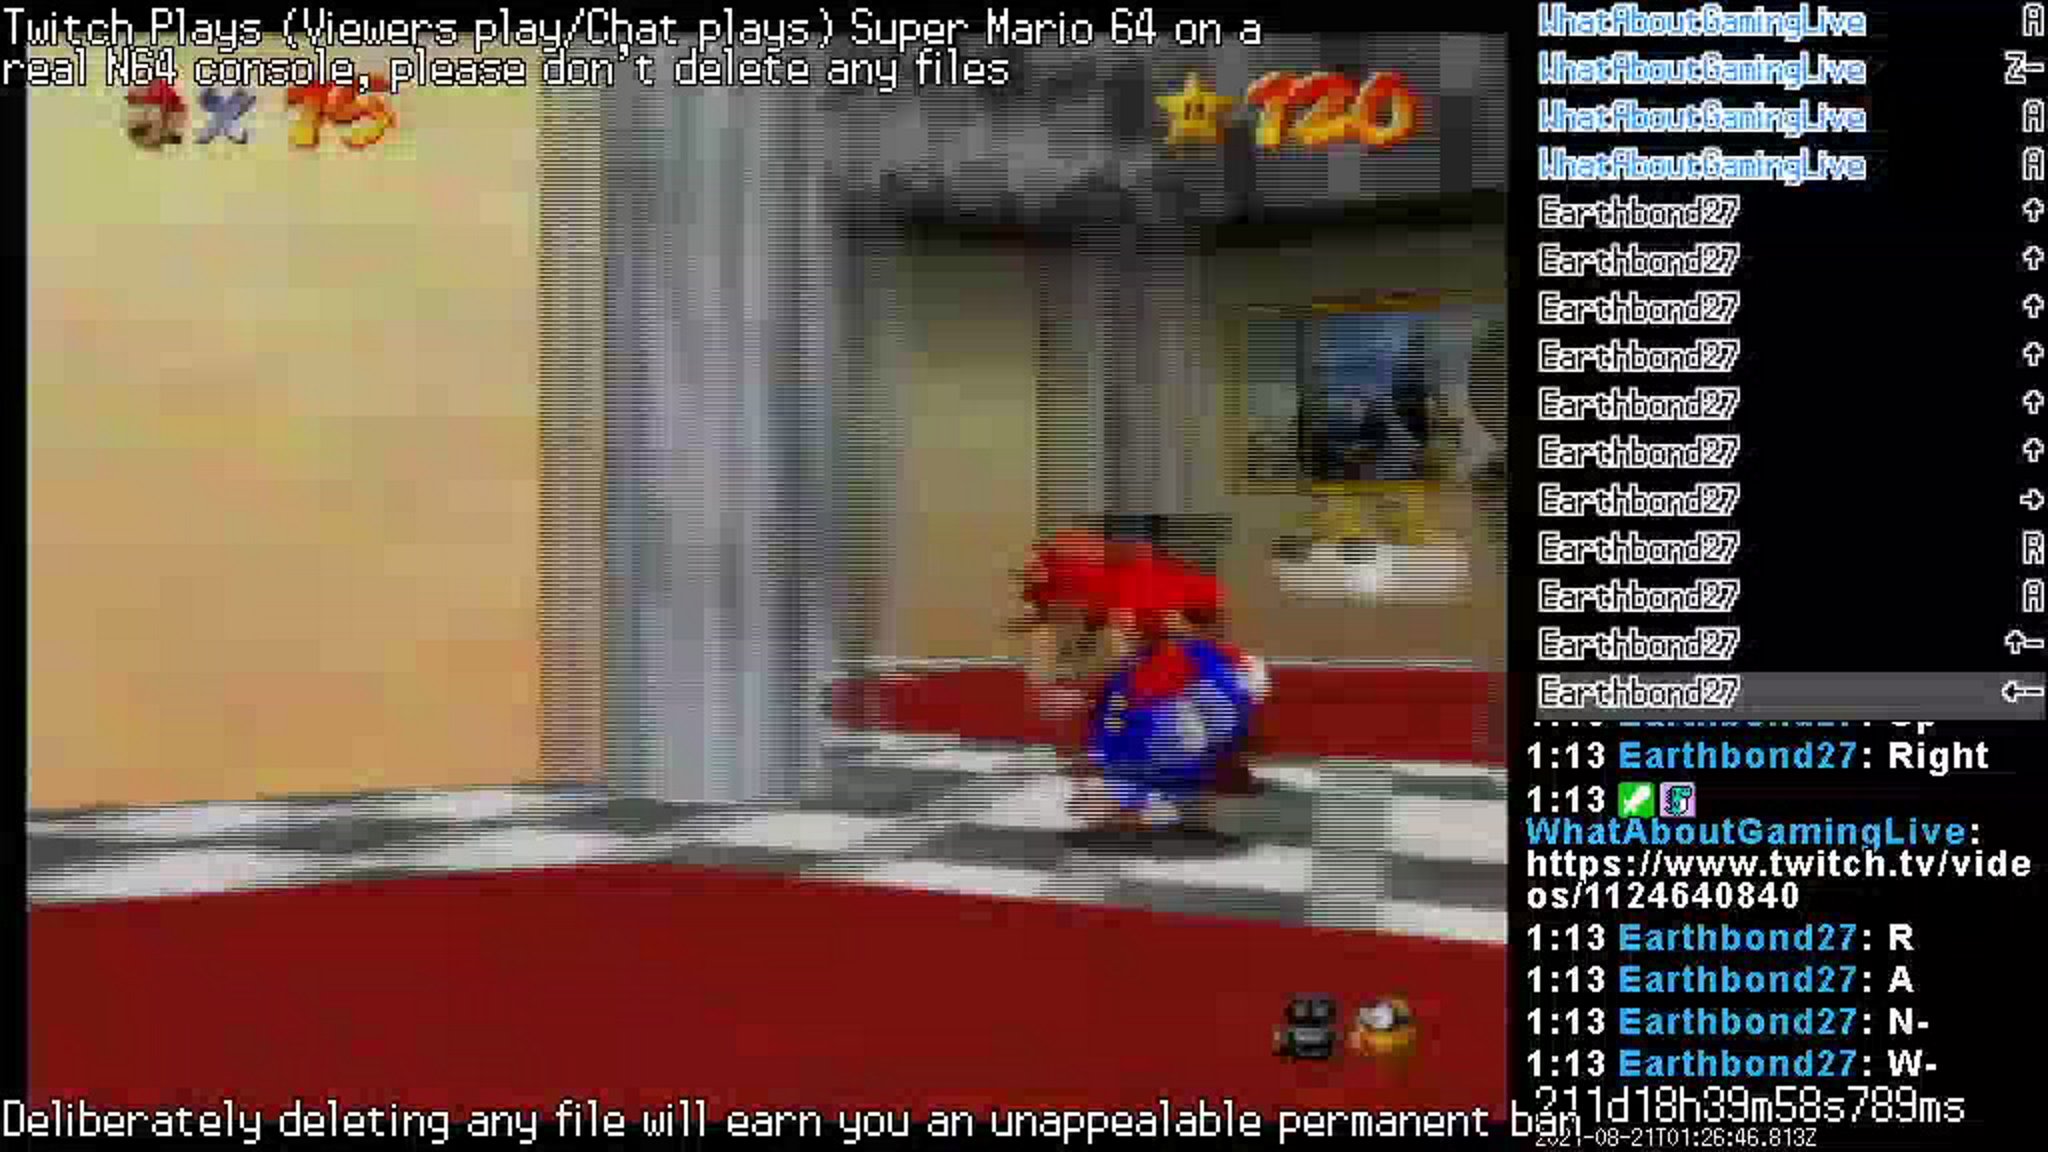 Twitch Plays (Viewers play/Chat plays) Super Mario 64 on a
real N64 console, please don't delete any files
120
WhatAboutGamingLive A
WhatAboutGamingLive Z-
WhatAboutGamingLive A
WhatAboutGamingLive A
Earthbond27 ↑
Earthbond27 ↑
Earthbond27 ↑
Earthbond27 ↑
Earthbond27 ↑
Earthbond27 ↑
Earthbond27 →
Earthbond27 R
Earthbond27 A
Earthbond27 ↑-
Earthbond27 ←-
1:13 Earthbond27: Right
1:13
WhatAboutGamingLive:
https://www.twitch.tv/vide
os/1124640840
1:13 Earthbond27: R
1:13 Earthbond27: A
1:13 Earthbond27: N-
1:13 Earthbond27: W-
211d18h39m58s789ms
Deliberately deleting any file will earn you an unappealable permanent ban
2021-08-21T01:26:46.813Z